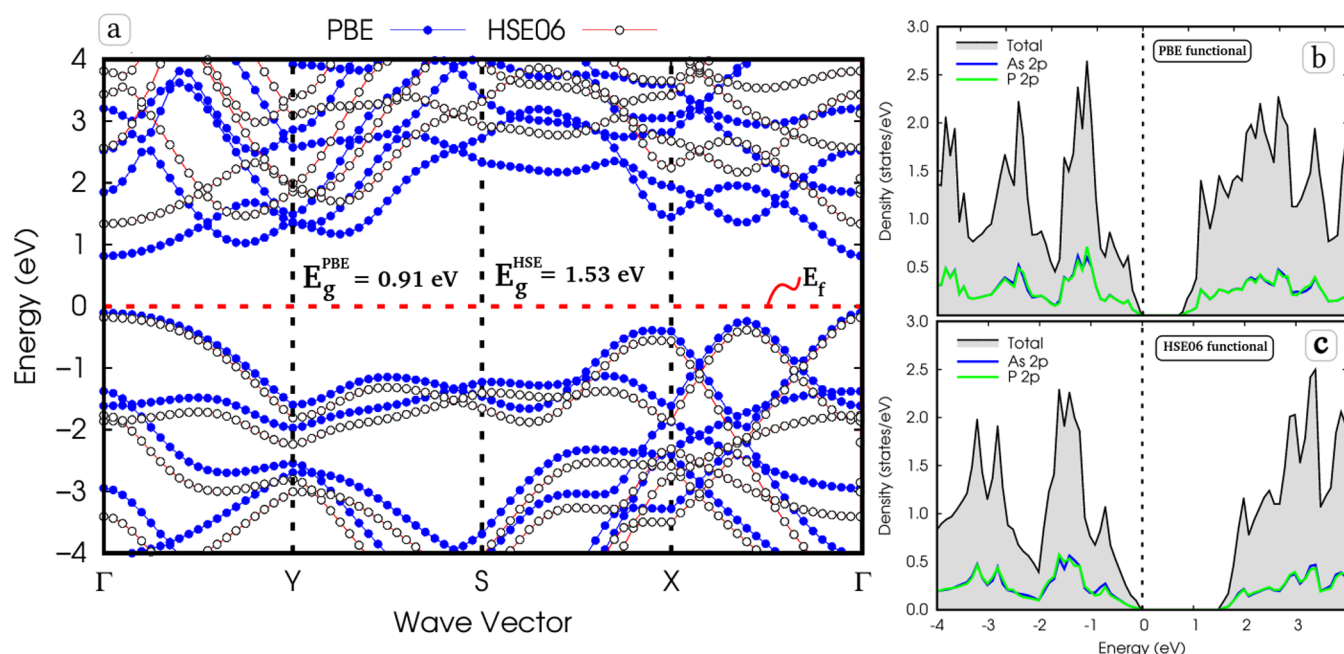 a
PBE
HSE06
4
3
2
1
0
−1
−2
−3
−4
Energy (eV)
E_g^PBE = 0.91 eV
E_g^HSE = 1.53 eV
E_f
Γ
Y
S
X
Γ
Wave Vector
3.0
2.5
2.0
1.5
1.0
0.5
Density (states/eV)
Total
As 2p
P 2p
PBE functional
b
3.0
2.5
2.0
1.5
1.0
0.5
0.0
Density (states/eV)
Total
As 2p
P 2p
HSE06 functional
c
-4
-3
-2
-1
0
1
2
3
Energy (eV)